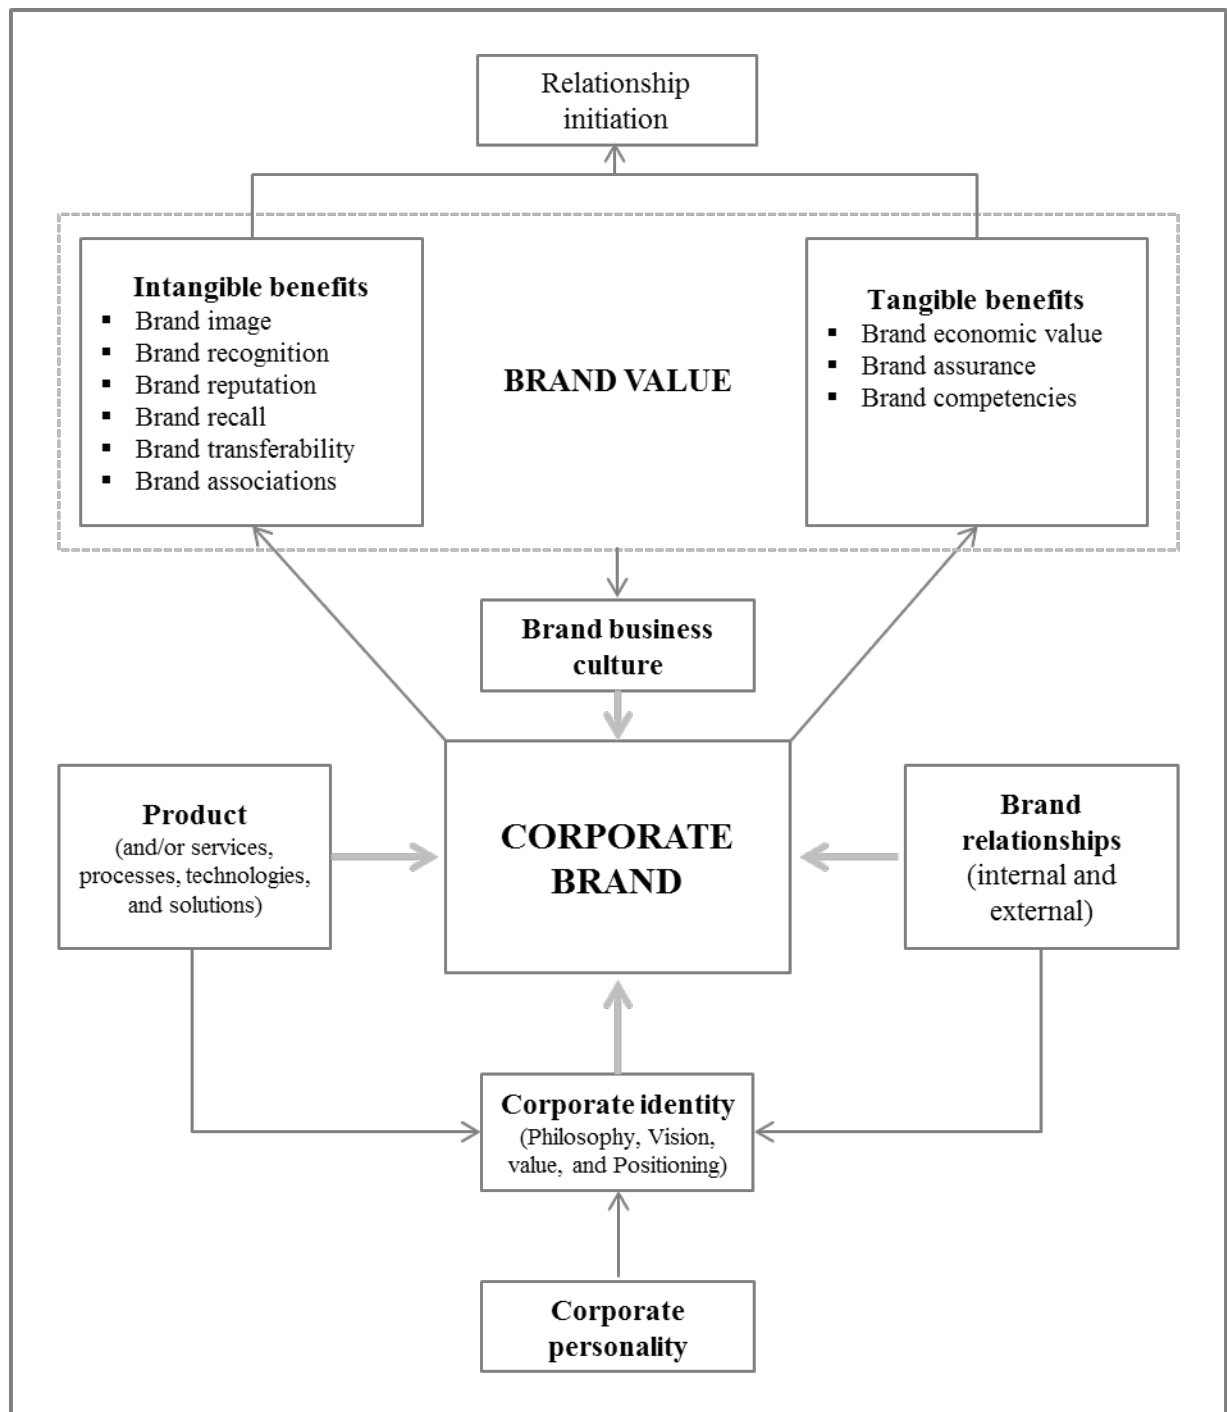 Relationship
initiation
Intangible benefits
▪ Brand image
▪ Brand recognition
▪ Brand reputation
▪ Brand recall
▪ Brand transferability
▪ Brand associations
BRAND VALUE
Tangible benefits
▪ Brand economic value
▪ Brand assurance
▪ Brand competencies
Brand business
culture
Product
(and/or services,
processes, technologies,
and solutions)
CORPORATE
BRAND
Brand
relationships
(internal and
external)
Corporate identity
(Philosophy, Vision,
value, and Positioning)
Corporate
personality